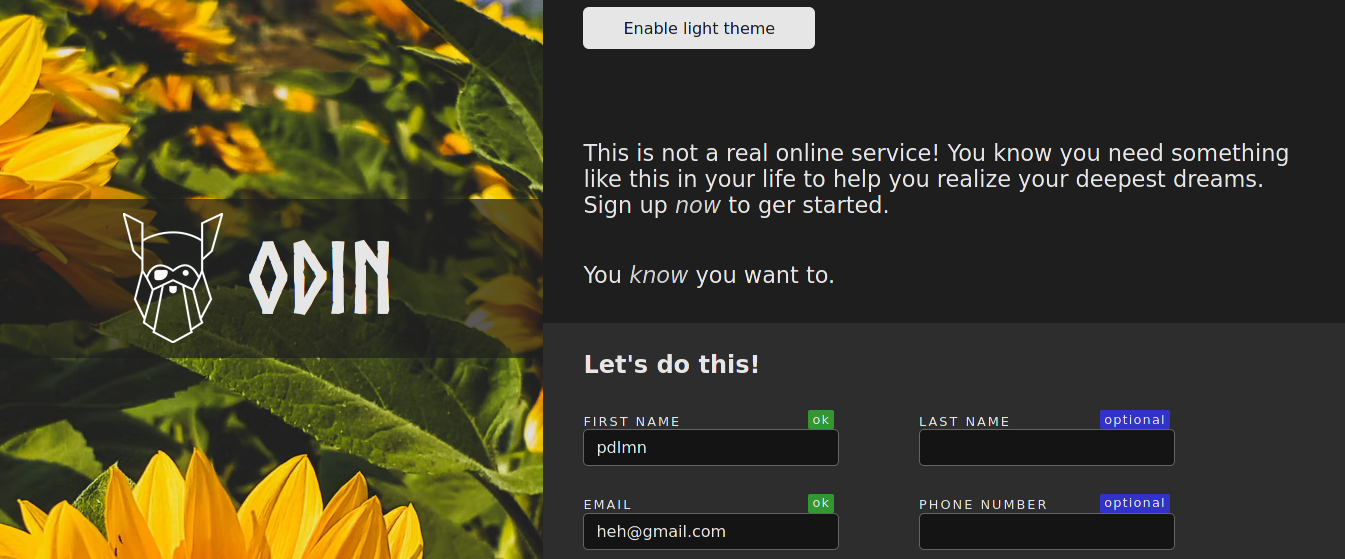 Enable light theme
ODIN
This is not a real online service! You know you need something
like this in your life to help you realize your deepest dreams.
Sign up now to ger started.
You know you want to.
Let's do this!
FIRST NAME ok
pdlmn
LAST NAME optional
EMAIL ok
heh@gmail.com
PHONE NUMBER optional